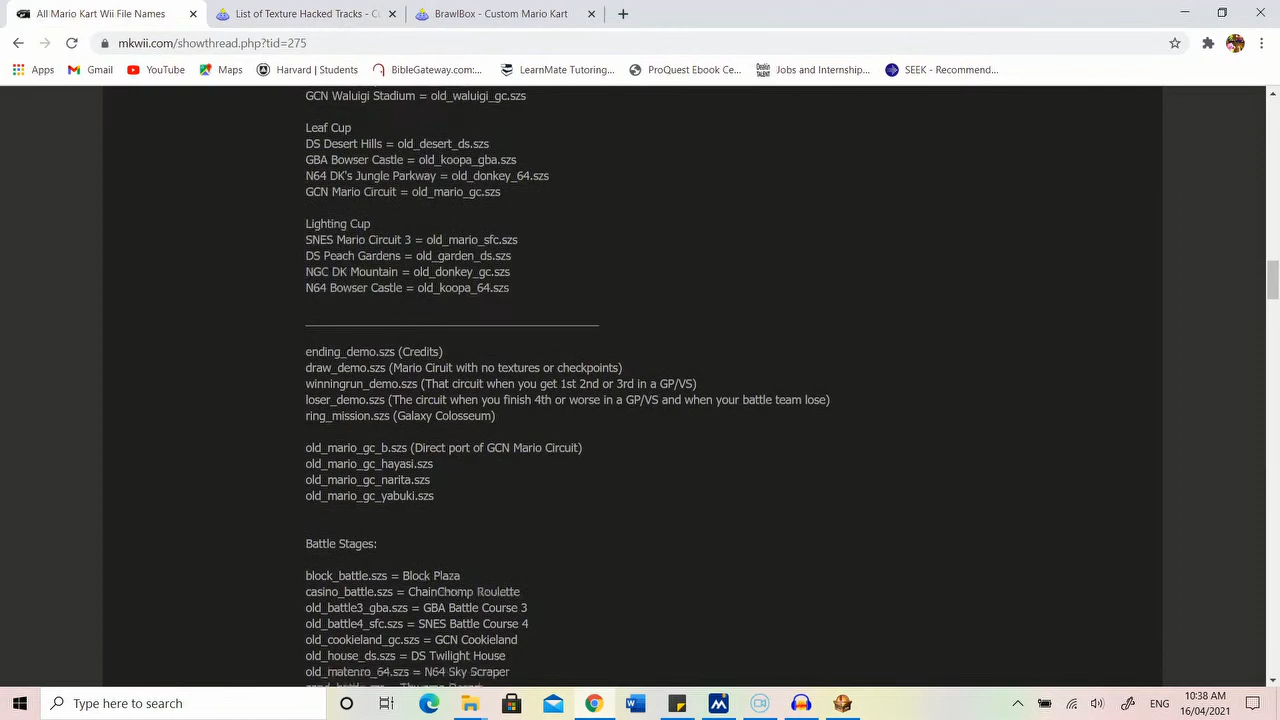 All Mario Kart Wii File Names
List of Texture Hacked Tracks - Cu
BrawlBox - Custom Mario Kart
mkwii.com/showthread.php?tid=275
Apps
Gmail
YouTube
Maps
Harvard | Students
BibleGateway.com:...
LearnMate Tutoring...
ProQuest Ebook Ce...
Jobs and Internship...
SEEK - Recommend...
GCN Waluigi Stadium = old_waluigi_gc.szs
Leaf Cup
DS Desert Hills = old_desert_ds.szs
GBA Bowser Castle = old_koopa_gba.szs
N64 DK's Jungle Parkway = old_donkey_64.szs
GCN Mario Circuit = old_mario_gc.szs
Lighting Cup
SNES Mario Circuit 3 = old_mario_sfc.szs
DS Peach Gardens = old_garden_ds.szs
NGC DK Mountain = old_donkey_gc.szs
N64 Bowser Castle = old_koopa_64.szs
ending_demo.szs (Credits)
draw_demo.szs (Mario Ciruit with no textures or checkpoints)
winningrun_demo.szs (That circuit when you get 1st 2nd or 3rd in a GP/VS)
loser_demo.szs (The circuit when you finish 4th or worse in a GP/VS and when your battle team lose)
ring_mission.szs (Galaxy Colosseum)
old_mario_gc_b.szs (Direct port of GCN Mario Circuit)
old_mario_gc_hayasi.szs
old_mario_gc_narita.szs
old_mario_gc_yabuki.szs
Battle Stages:
block_battle.szs = Block Plaza
casino_battle.szs = ChainChomp Roulette
old_battle3_gba.szs = GBA Battle Course 3
old_battle4_sfc.szs = SNES Battle Course 4
old_cookieland_gc.szs = GCN Cookieland
old_house_ds.szs = DS Twilight House
old_matenro_64.szs = N64 Sky Scraper
Type here to search
ENG
10:38 AM
16/04/2021